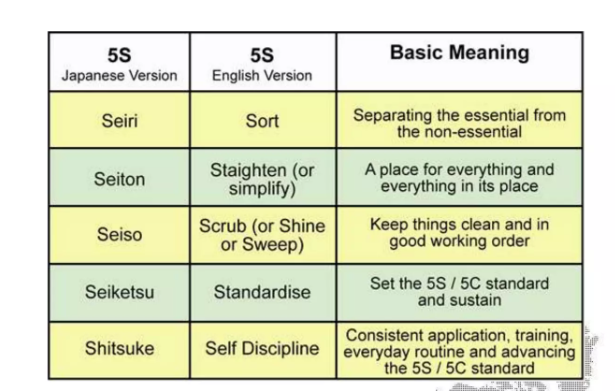 5S
Japanese Version
5S
English Version
Basic Meaning
Seiri
Sort
Separating the essential from
the non-essential
Seiton
Staighten (or
simplify)
A place for everything and
everything in its place
Seiso
Scrub (or Shine
or Sweep)
Keep things clean and in
good working order
Seiketsu
Standardise
Set the 5S / 5C standard
and sustain
Shitsuke
Self Discipline
Consistent application, training,
everyday routine and advancing
the 5S / 5C standard